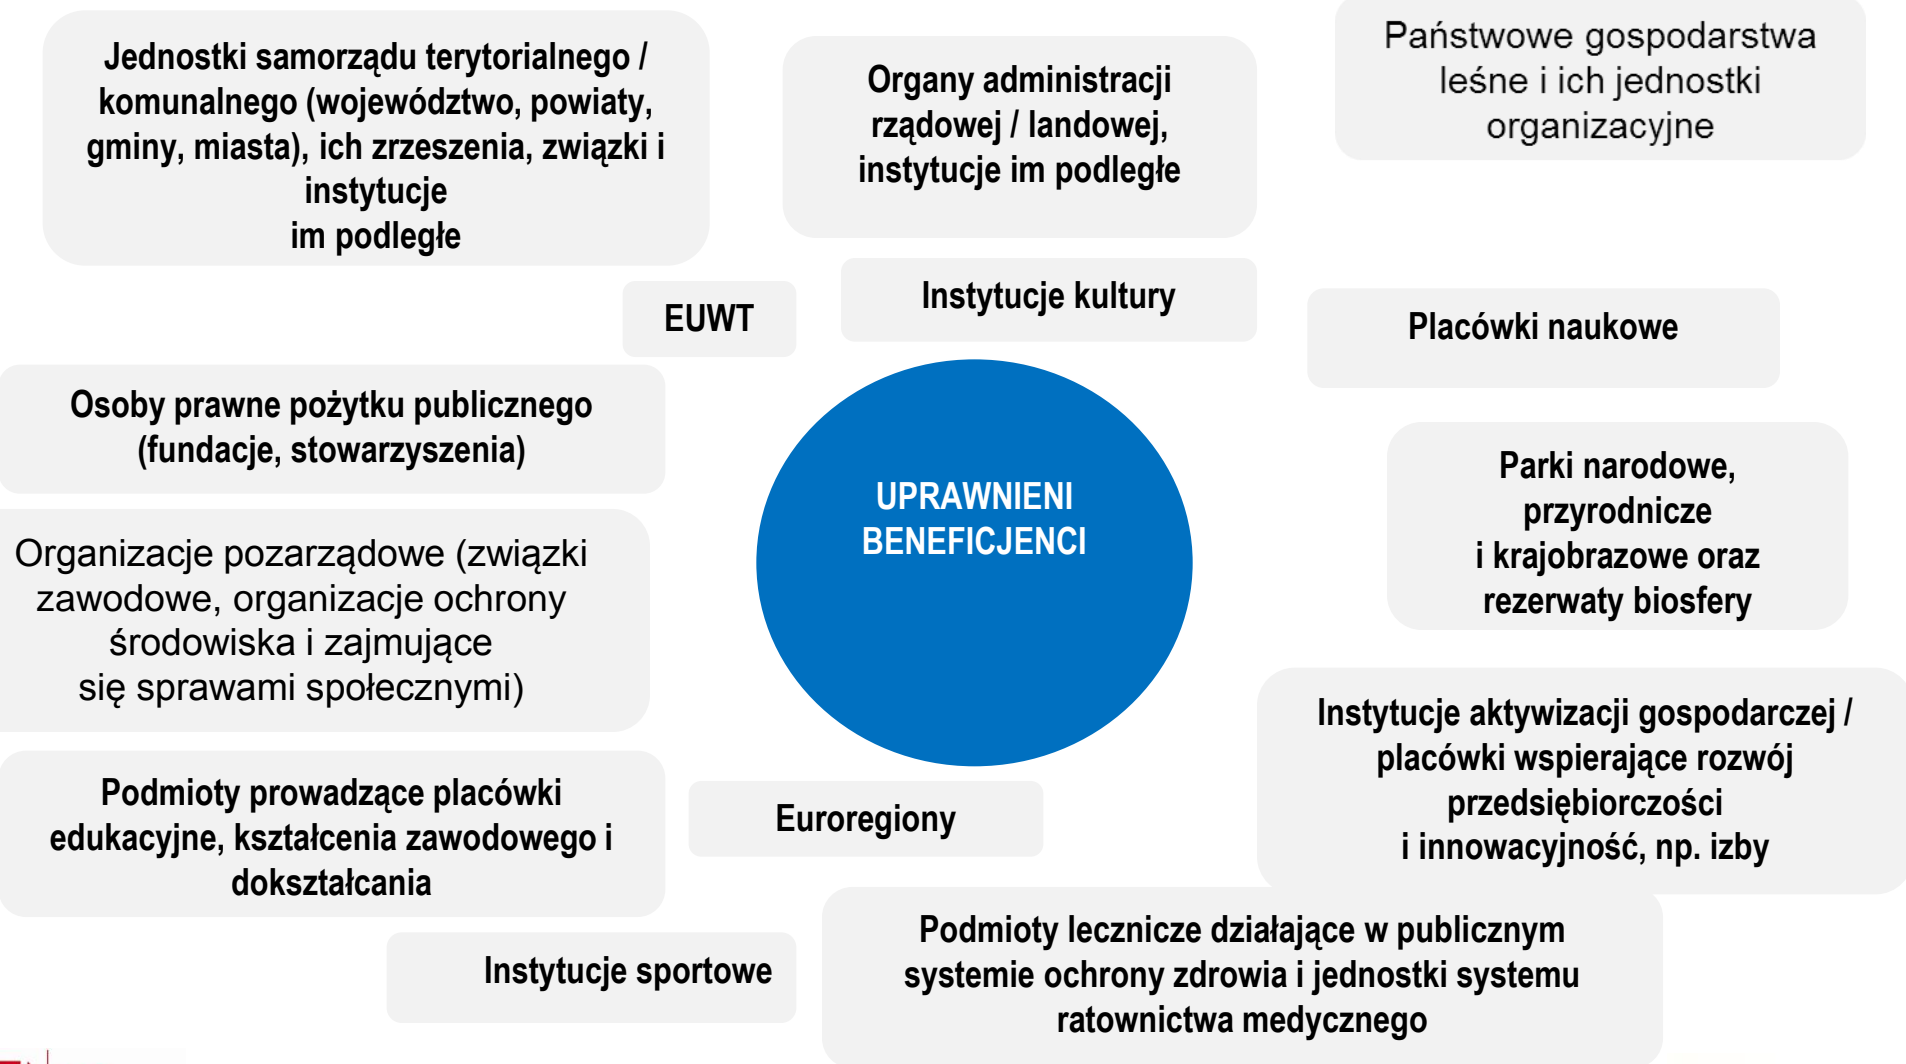 Jednostki samorządu terytorialnego /
komunalnego (województwo, powiaty,
gminy, miasta), ich zrzeszenia, związki i
instytucje
im podległe
Organy administracji
rządowej / landowej,
instytucje im podległe
Państwowe gospodarstwa
leśne i ich jednostki
organizacyjne
EUWT
Instytucje kultury
Placówki naukowe
Osoby prawne pożytku publicznego
(fundacje, stowarzyszenia)
UPRAWNIENI
BENEFICJENCI
Parki narodowe,
przyrodnicze
i krajobrazowe oraz
rezerwaty biosfery
Organizacje pozarządowe (związki
zawodowe, organizacje ochrony
środowiska i zajmujące
się sprawami społecznymi)
Instytucje aktywizacji gospodarczej /
placówki wspierające rozwój
przedsiębiorczości
i innowacyjność, np. izby
Podmioty prowadzące placówki
edukacyjne, kształcenia zawodowego i
dokształcania
Euroregiony
Instytucje sportowe
Podmioty lecznicze działające w publicznym
systemie ochrony zdrowia i jednostki systemu
ratownictwa medycznego